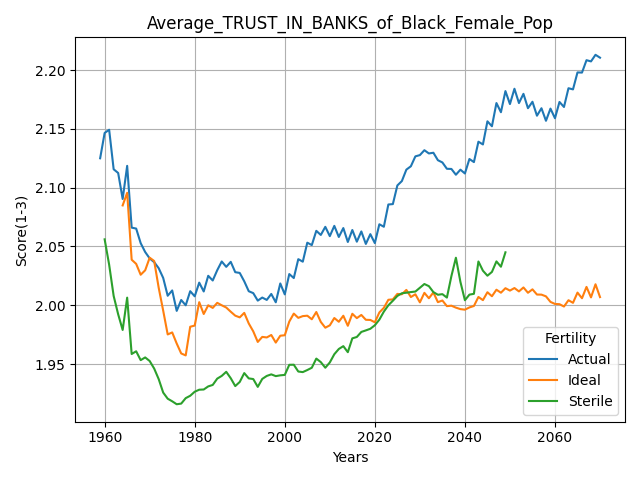 Average_TRUST_IN_BANKS_of_Black_Female_Pop
Score(1-3)
2.20
2.15
2.10
2.05
2.00
1.95
1960 1980 2000 2020 2040 2060
Years
Fertility
Actual
Ideal
Sterile